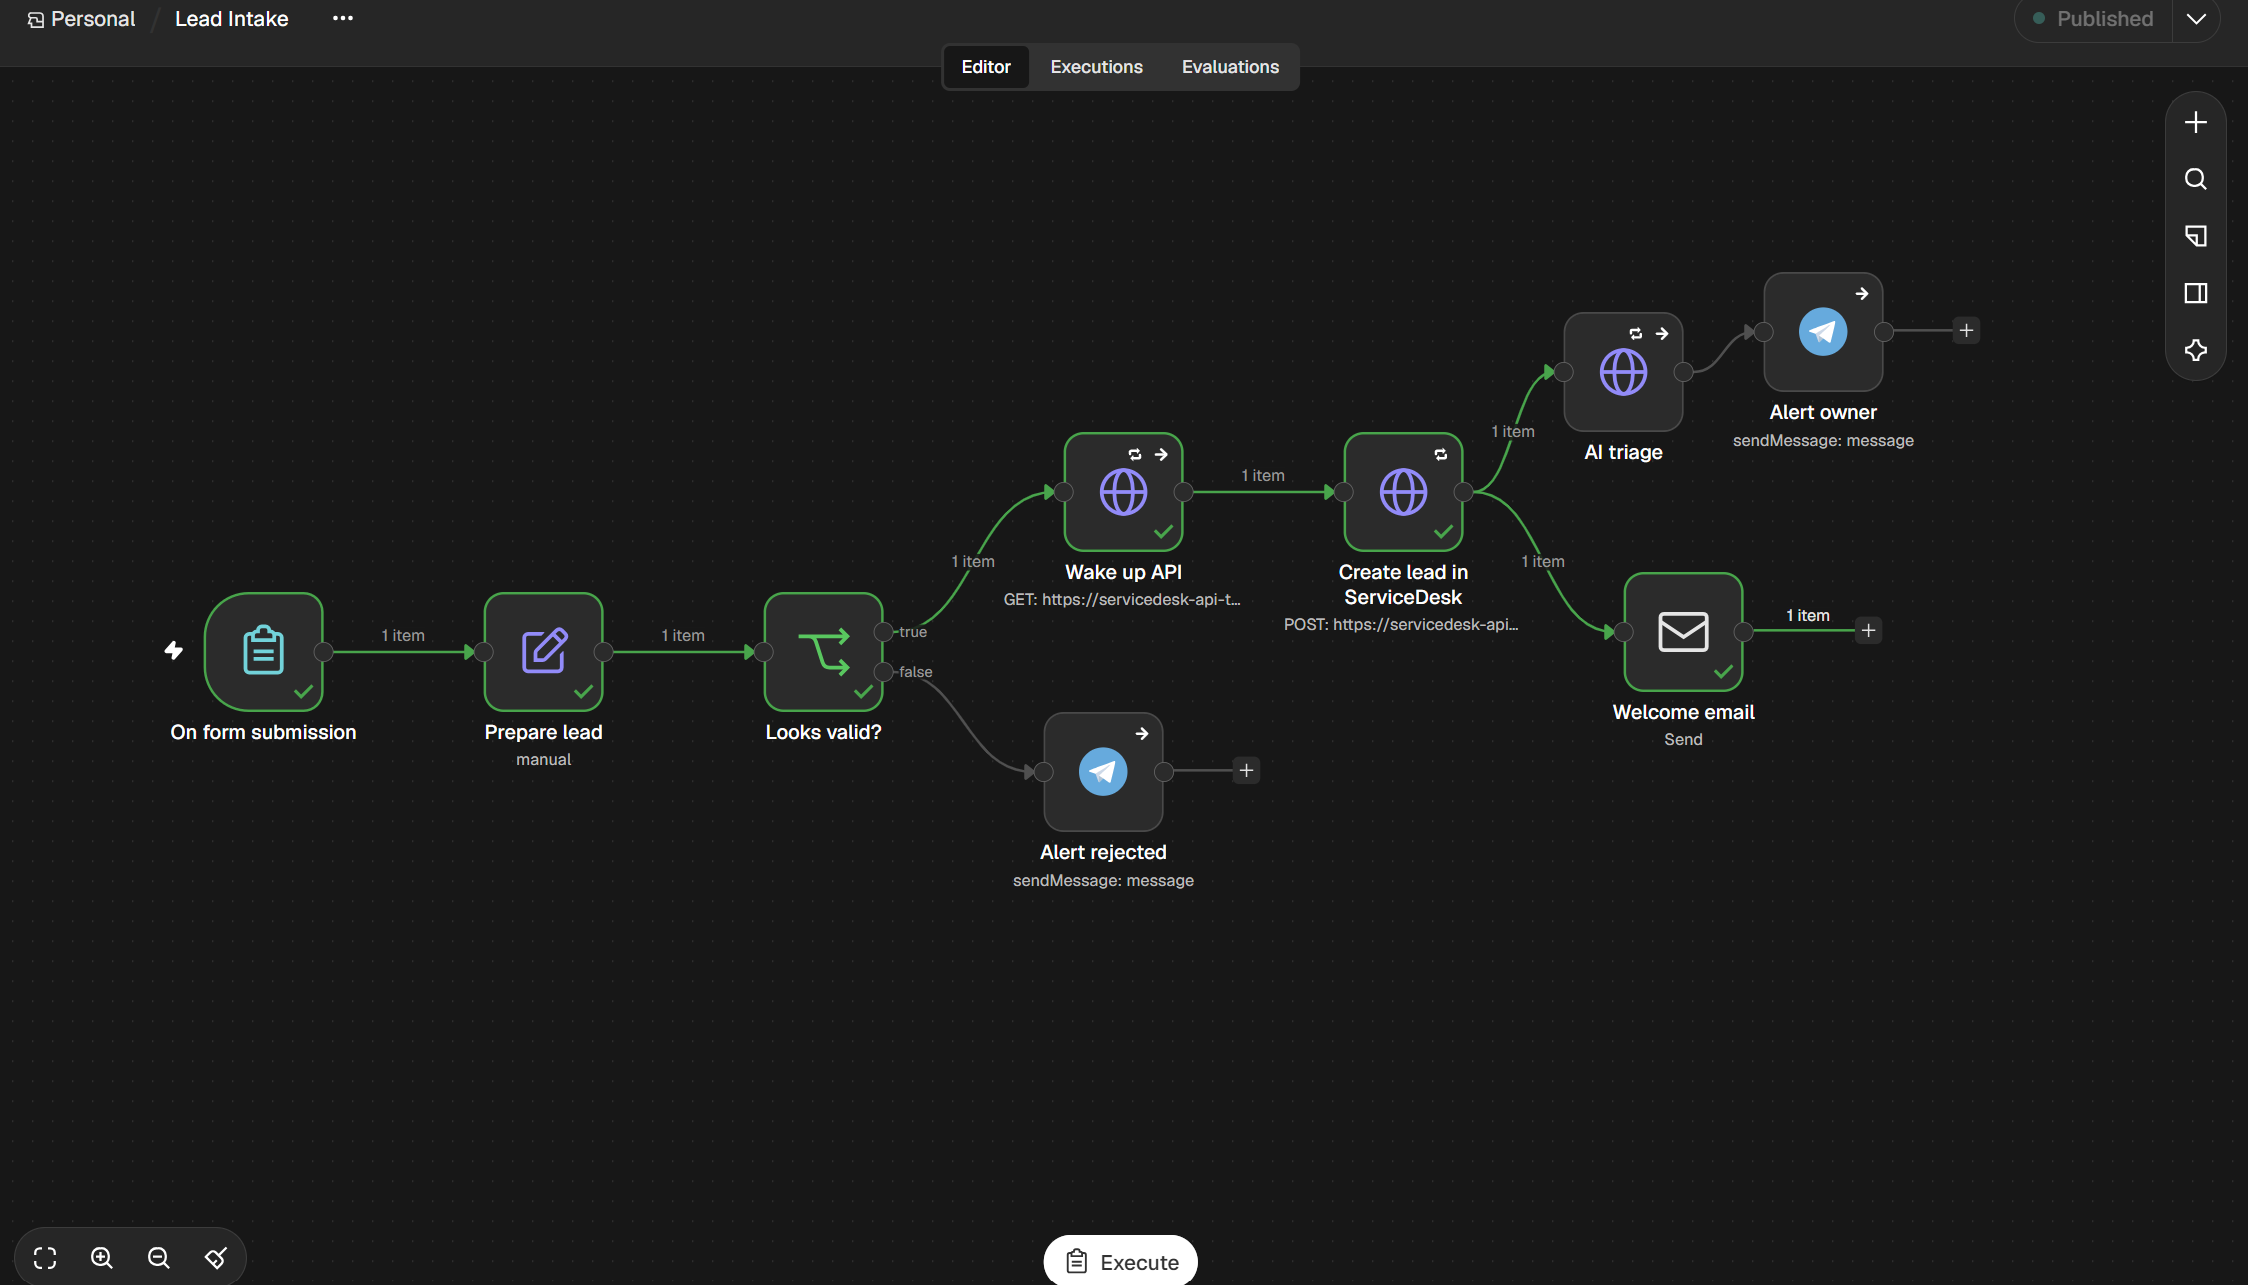 Personal / Lead Intake
Published
Editor
Executions
Evaluations
Alert owner
sendMessage: message
1 item
AI triage
1 item
Wake up API
GET: https://servicedesk-api-t...
Create lead in
ServiceDesk
POST: https://servicedesk-api...
1 item
1 item
1 item
Welcome email
Send
1 item
1 item
true
false
On form submission
Prepare lead
manual
Looks valid?
Alert rejected
sendMessage: message
Execute